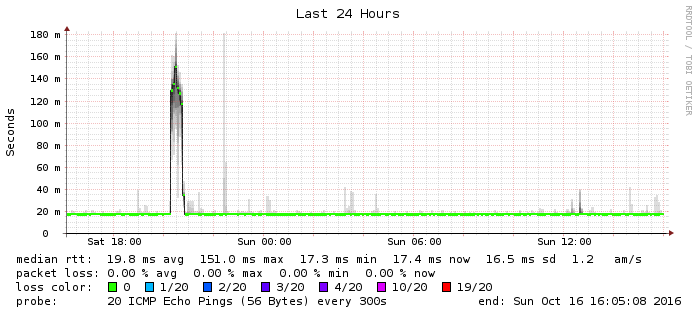 Last 24 Hours
RRDTOOL / TOBI OETIKER
Seconds
180 m
160 m
140 m
120 m
100 m
80 m
60 m
40 m
20 m
0
Sat 18:00 Sun 00:00 Sun 06:00 Sun 12:00
median rtt: 19.8 ms avg 151.0 ms max 17.3 ms min 17.4 ms now 16.5 ms sd 1.2 am/s
packet loss: 0.00 % avg 0.00 % max 0.00 % min 0.00 % now
loss color: 0 1/20 2/20 3/20 4/20 10/20 19/20
probe: 20 ICMP Echo Pings (56 Bytes) every 300s end: Sun Oct 16 16:05:08 2016